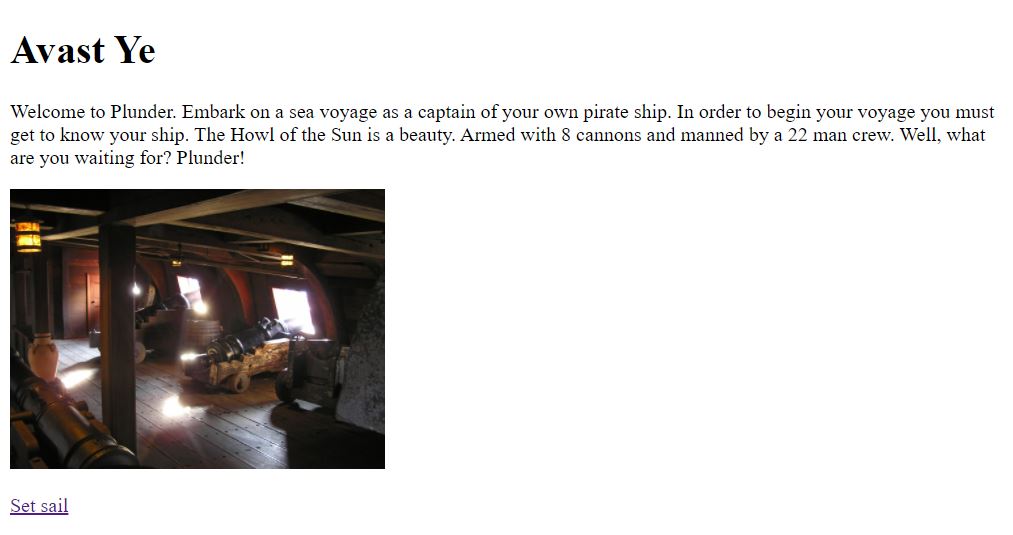 Avast Ye
Welcome to Plunder. Embark on a sea voyage as a captain of your own pirate ship. In order to begin your voyage you must
get to know your ship. The Howl of the Sun is a beauty. Armed with 8 cannons and manned by a 22 man crew. Well, what
are you waiting for? Plunder!
Set sail